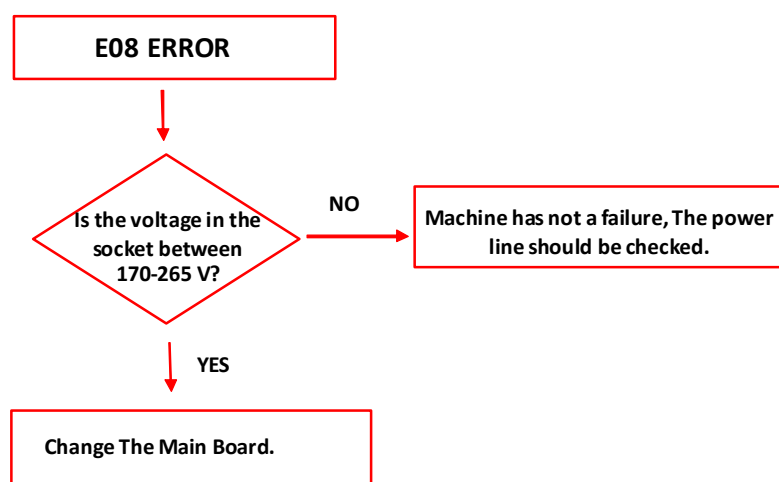 E08 ERROR
Is the voltage in the
socket between
170-265 V?
NO
Machine has not a failure, The power
line should be checked.
YES
Change The Main Board.